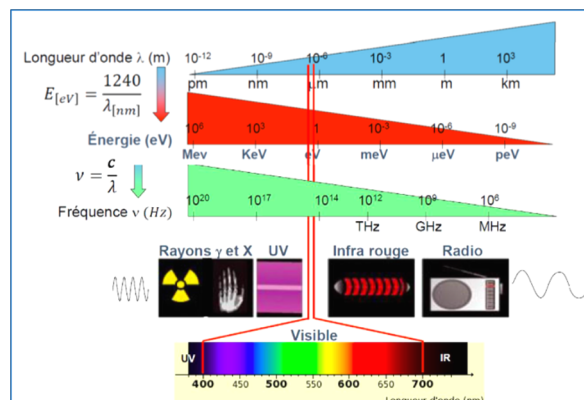 Longueur d'onde λ (m)
10⁻¹² 10⁻⁹ 10⁻⁶ 10⁻³ 1 10³
pm nm μm mm m km
E[eV] = 1240 / λ[nm]
Énergie (eV)
10⁶ 10³ 1 10⁻³ 10⁻⁶ 10⁻⁹
Mev KeV eV meV μeV peV
ν = c / λ
Fréquence ν (Hz)
10²⁰ 10¹⁷ 10¹⁴ 10¹² 10⁹ 10⁶
THz GHz MHz
Rayons γ et X UV Infra rouge Radio
Visible
UV IR
400 450 500 550 600 650 700
Longueur d'onde (nm)